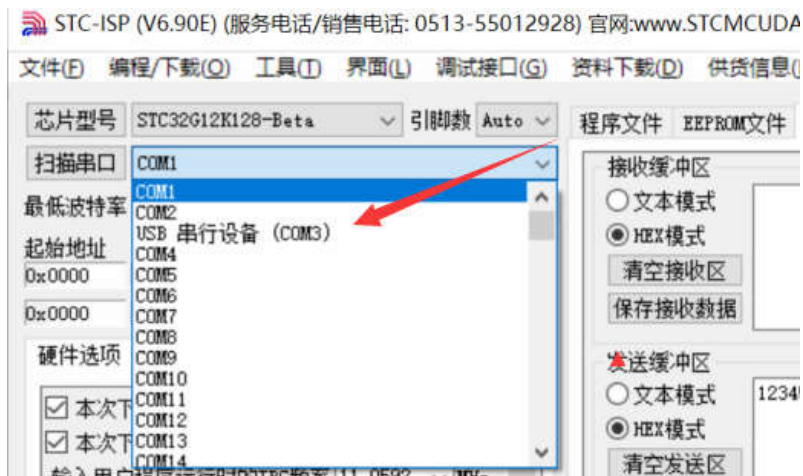 STC-ISP (V6.90E) (服务电话/销售电话: 0513-55012928) 官网:www.STCMCUDA
文件(F) 编程/下载(O) 工具(T) 界面(L) 调试接口(G) 资料下载(D) 供货信息(
芯片型号 STC32G12K128-Beta 引脚数 Auto
扫描串口 COM1
最低波特率
起始地址
0x0000
0x0000
硬件选项
本次下
本次下
COM1
COM2
USB 串行设备 (COM3)
COM4
COM5
COM6
COM7
COM8
COM9
COM10
COM11
COM12
COM13
COM14
11.0592
程序文件 EEPROM文件
接收缓冲区
文本模式
HEX模式
清空接收区
保存接收数据
发送缓冲区
文本模式
HEX模式
清空发送区
1234